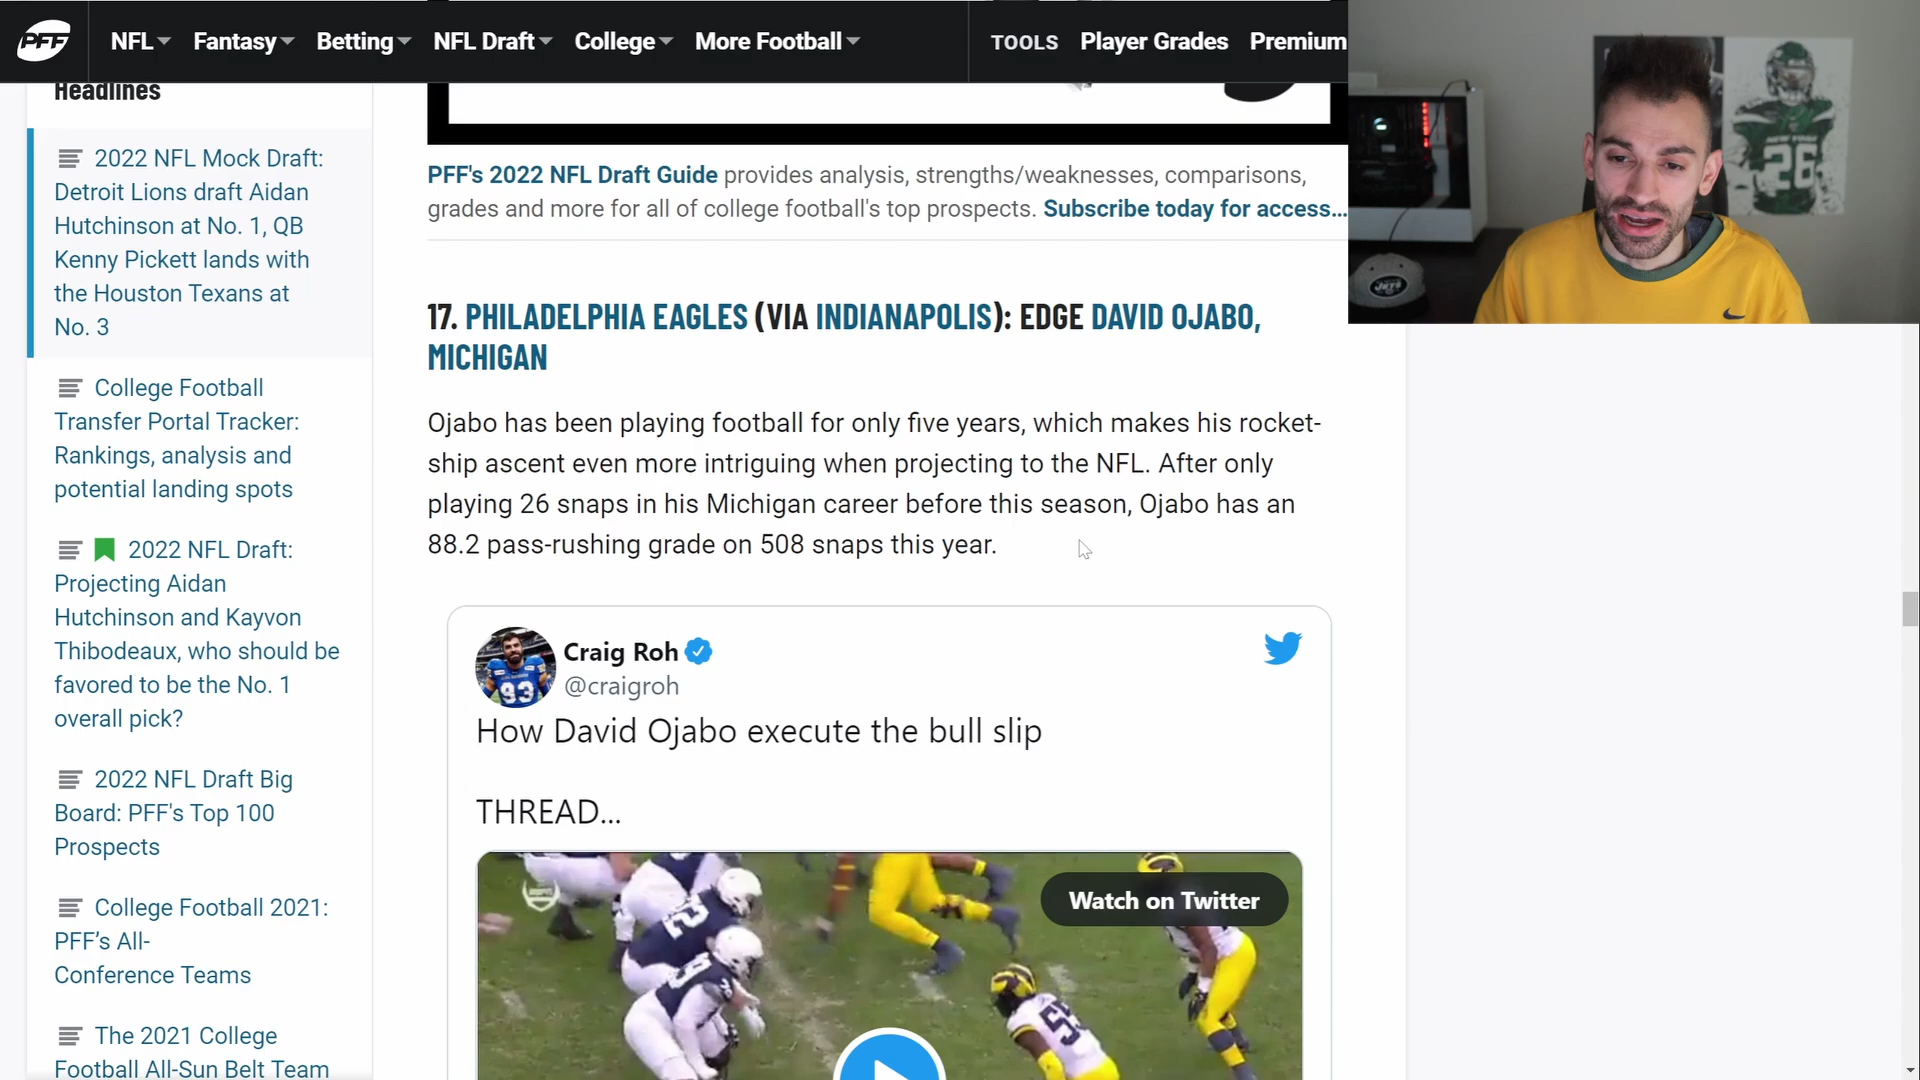 PFF
NFL
Fantasy
Betting
NFL Draft
College
More Football
TOOLS
Player Grades
Premium
Headlines
2022 NFL Mock Draft:
Detroit Lions draft Aidan
Hutchinson at No. 1, QB
Kenny Pickett lands with
the Houston Texans at
No. 3
College Football
Transfer Portal Tracker:
Rankings, analysis and
potential landing spots
2022 NFL Draft:
Projecting Aidan
Hutchinson and Kayvon
Thibodeaux, who should be
favored to be the No. 1
overall pick?
2022 NFL Draft Big
Board: PFF's Top 100
Prospects
College Football 2021:
PFF’s All-
Conference Teams
The 2021 College
Football All-Sun Belt Team
PFF's 2022 NFL Draft Guide provides analysis, strengths/weaknesses, comparisons,
grades and more for all of college football's top prospects. Subscribe today for access...
17. PHILADELPHIA EAGLES (VIA INDIANAPOLIS): EDGE DAVID OJABO,
MICHIGAN
Ojabo has been playing football for only five years, which makes his rocket-
ship ascent even more intriguing when projecting to the NFL. After only
playing 26 snaps in his Michigan career before this season, Ojabo has an
88.2 pass-rushing grade on 508 snaps this year.
Craig Roh
@craigroh
93
How David Ojabo execute the bull slip
THREAD...
Watch on Twitter
55
JETS
26